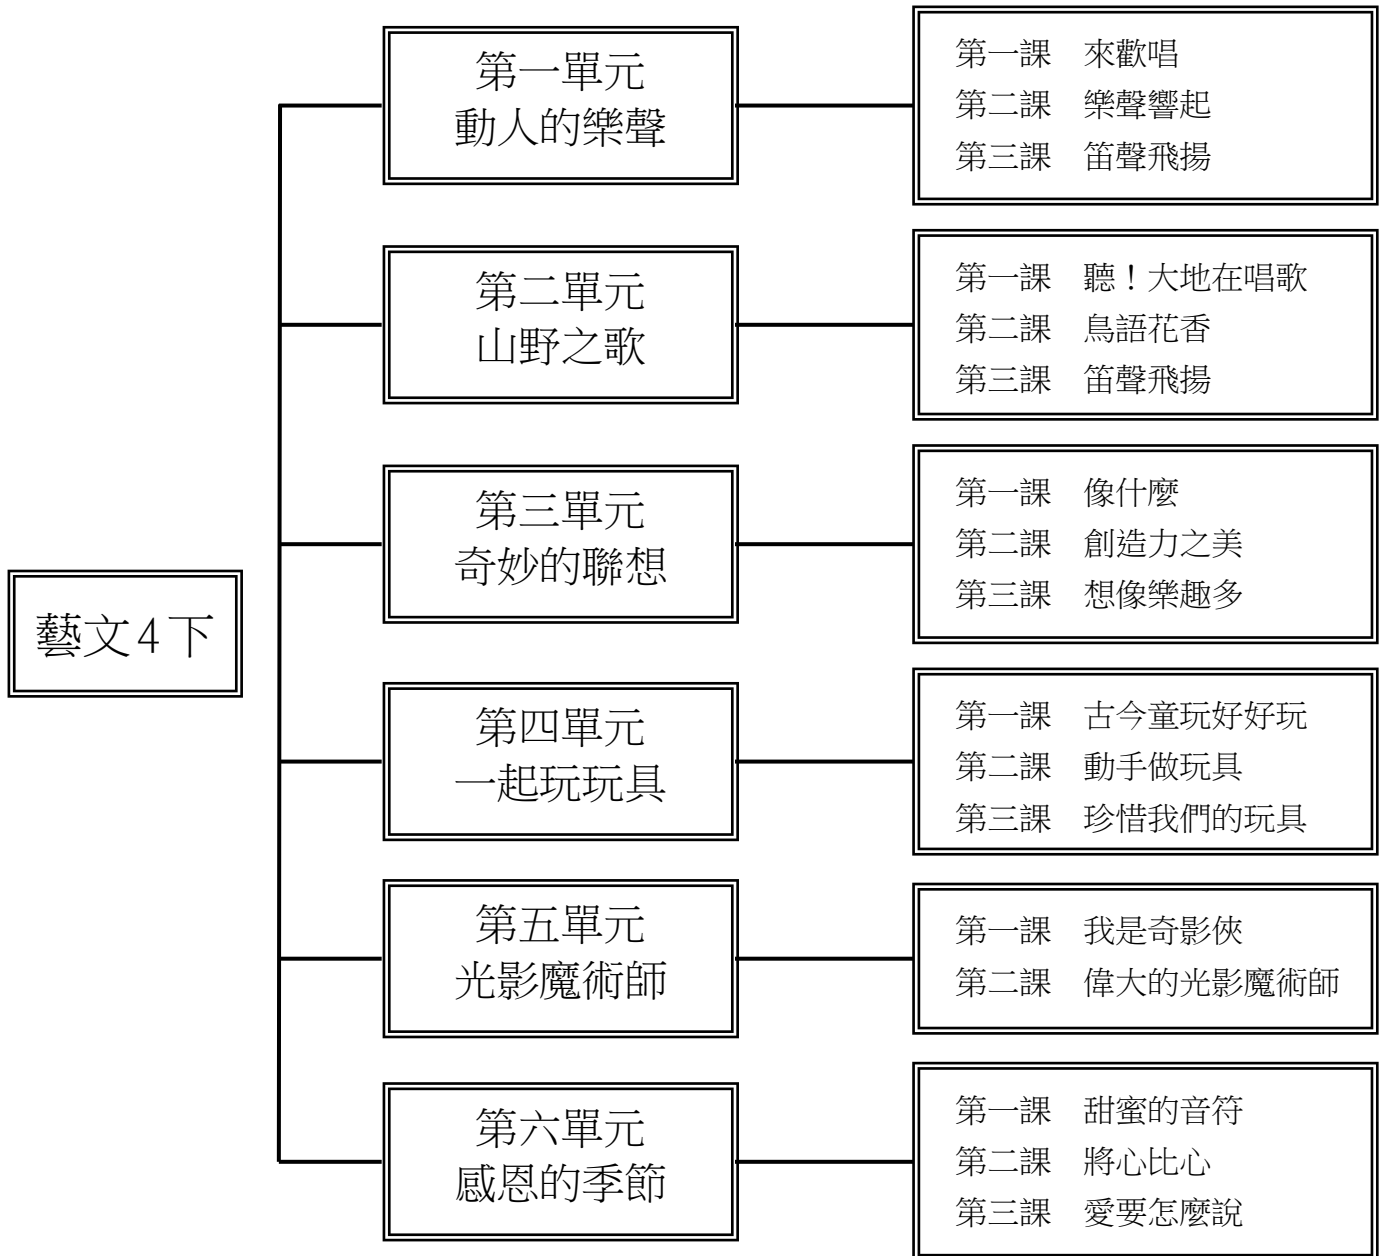 藝文4下
第一單元
動人的樂聲
第一課 來歡唱
第二課 樂聲響起
第三課 笛聲飛揚
第二單元
山野之歌
第一課 聽！大地在唱歌
第二課 鳥語花香
第三課 笛聲飛揚
第三單元
奇妙的聯想
第一課 像什麼
第二課 創造力之美
第三課 想像樂趣多
第四單元
一起玩玩具
第一課 古今童玩好好玩
第二課 動手做玩具
第三課 珍惜我們的玩具
第五單元
光影魔術師
第一課 我是奇影俠
第二課 偉大的光影魔術師
第六單元
感恩的季節
第一課 甜蜜的音符
第二課 將心比心
第三課 愛要怎麼說